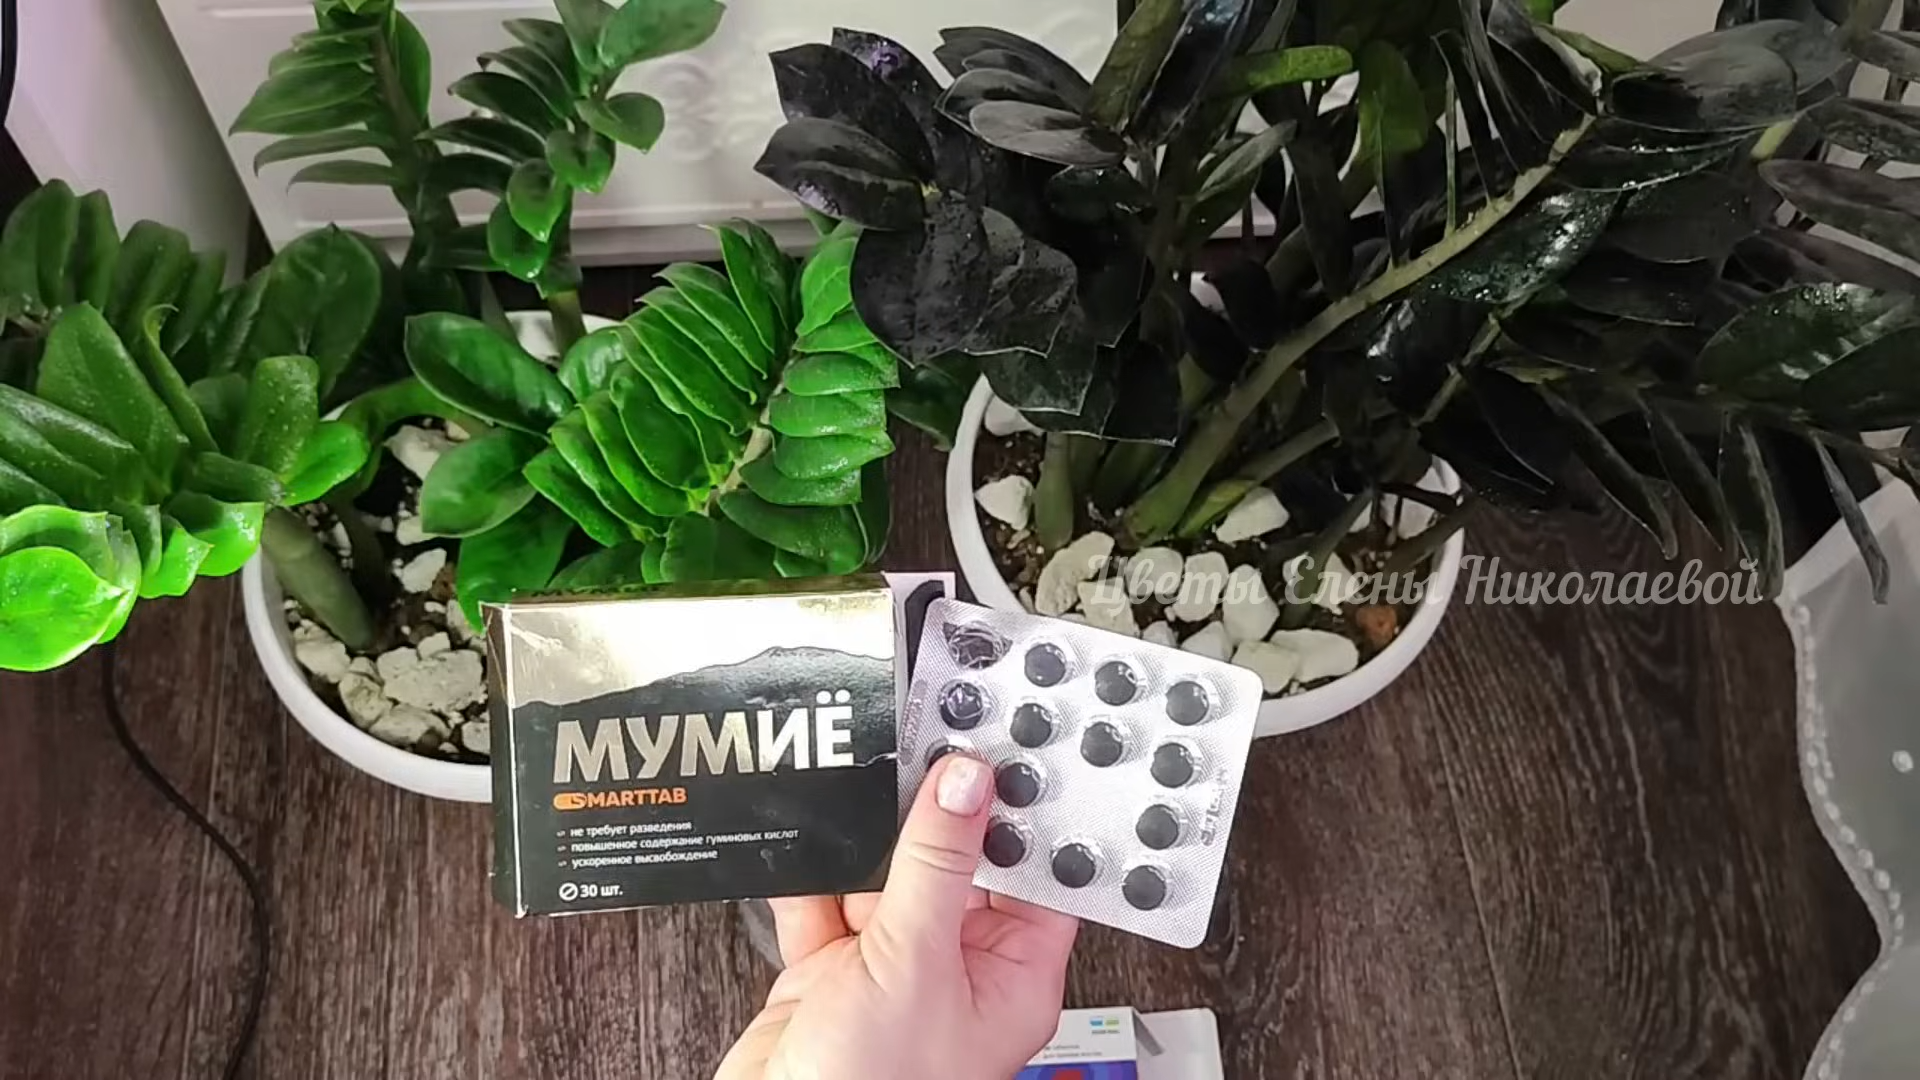 Цветы Елены Николаевой
МУМИЁ
SMARTTAB
не требует разведения
повышенное содержание гуминовых кислот
ускоренное высвобождение
30 шт.